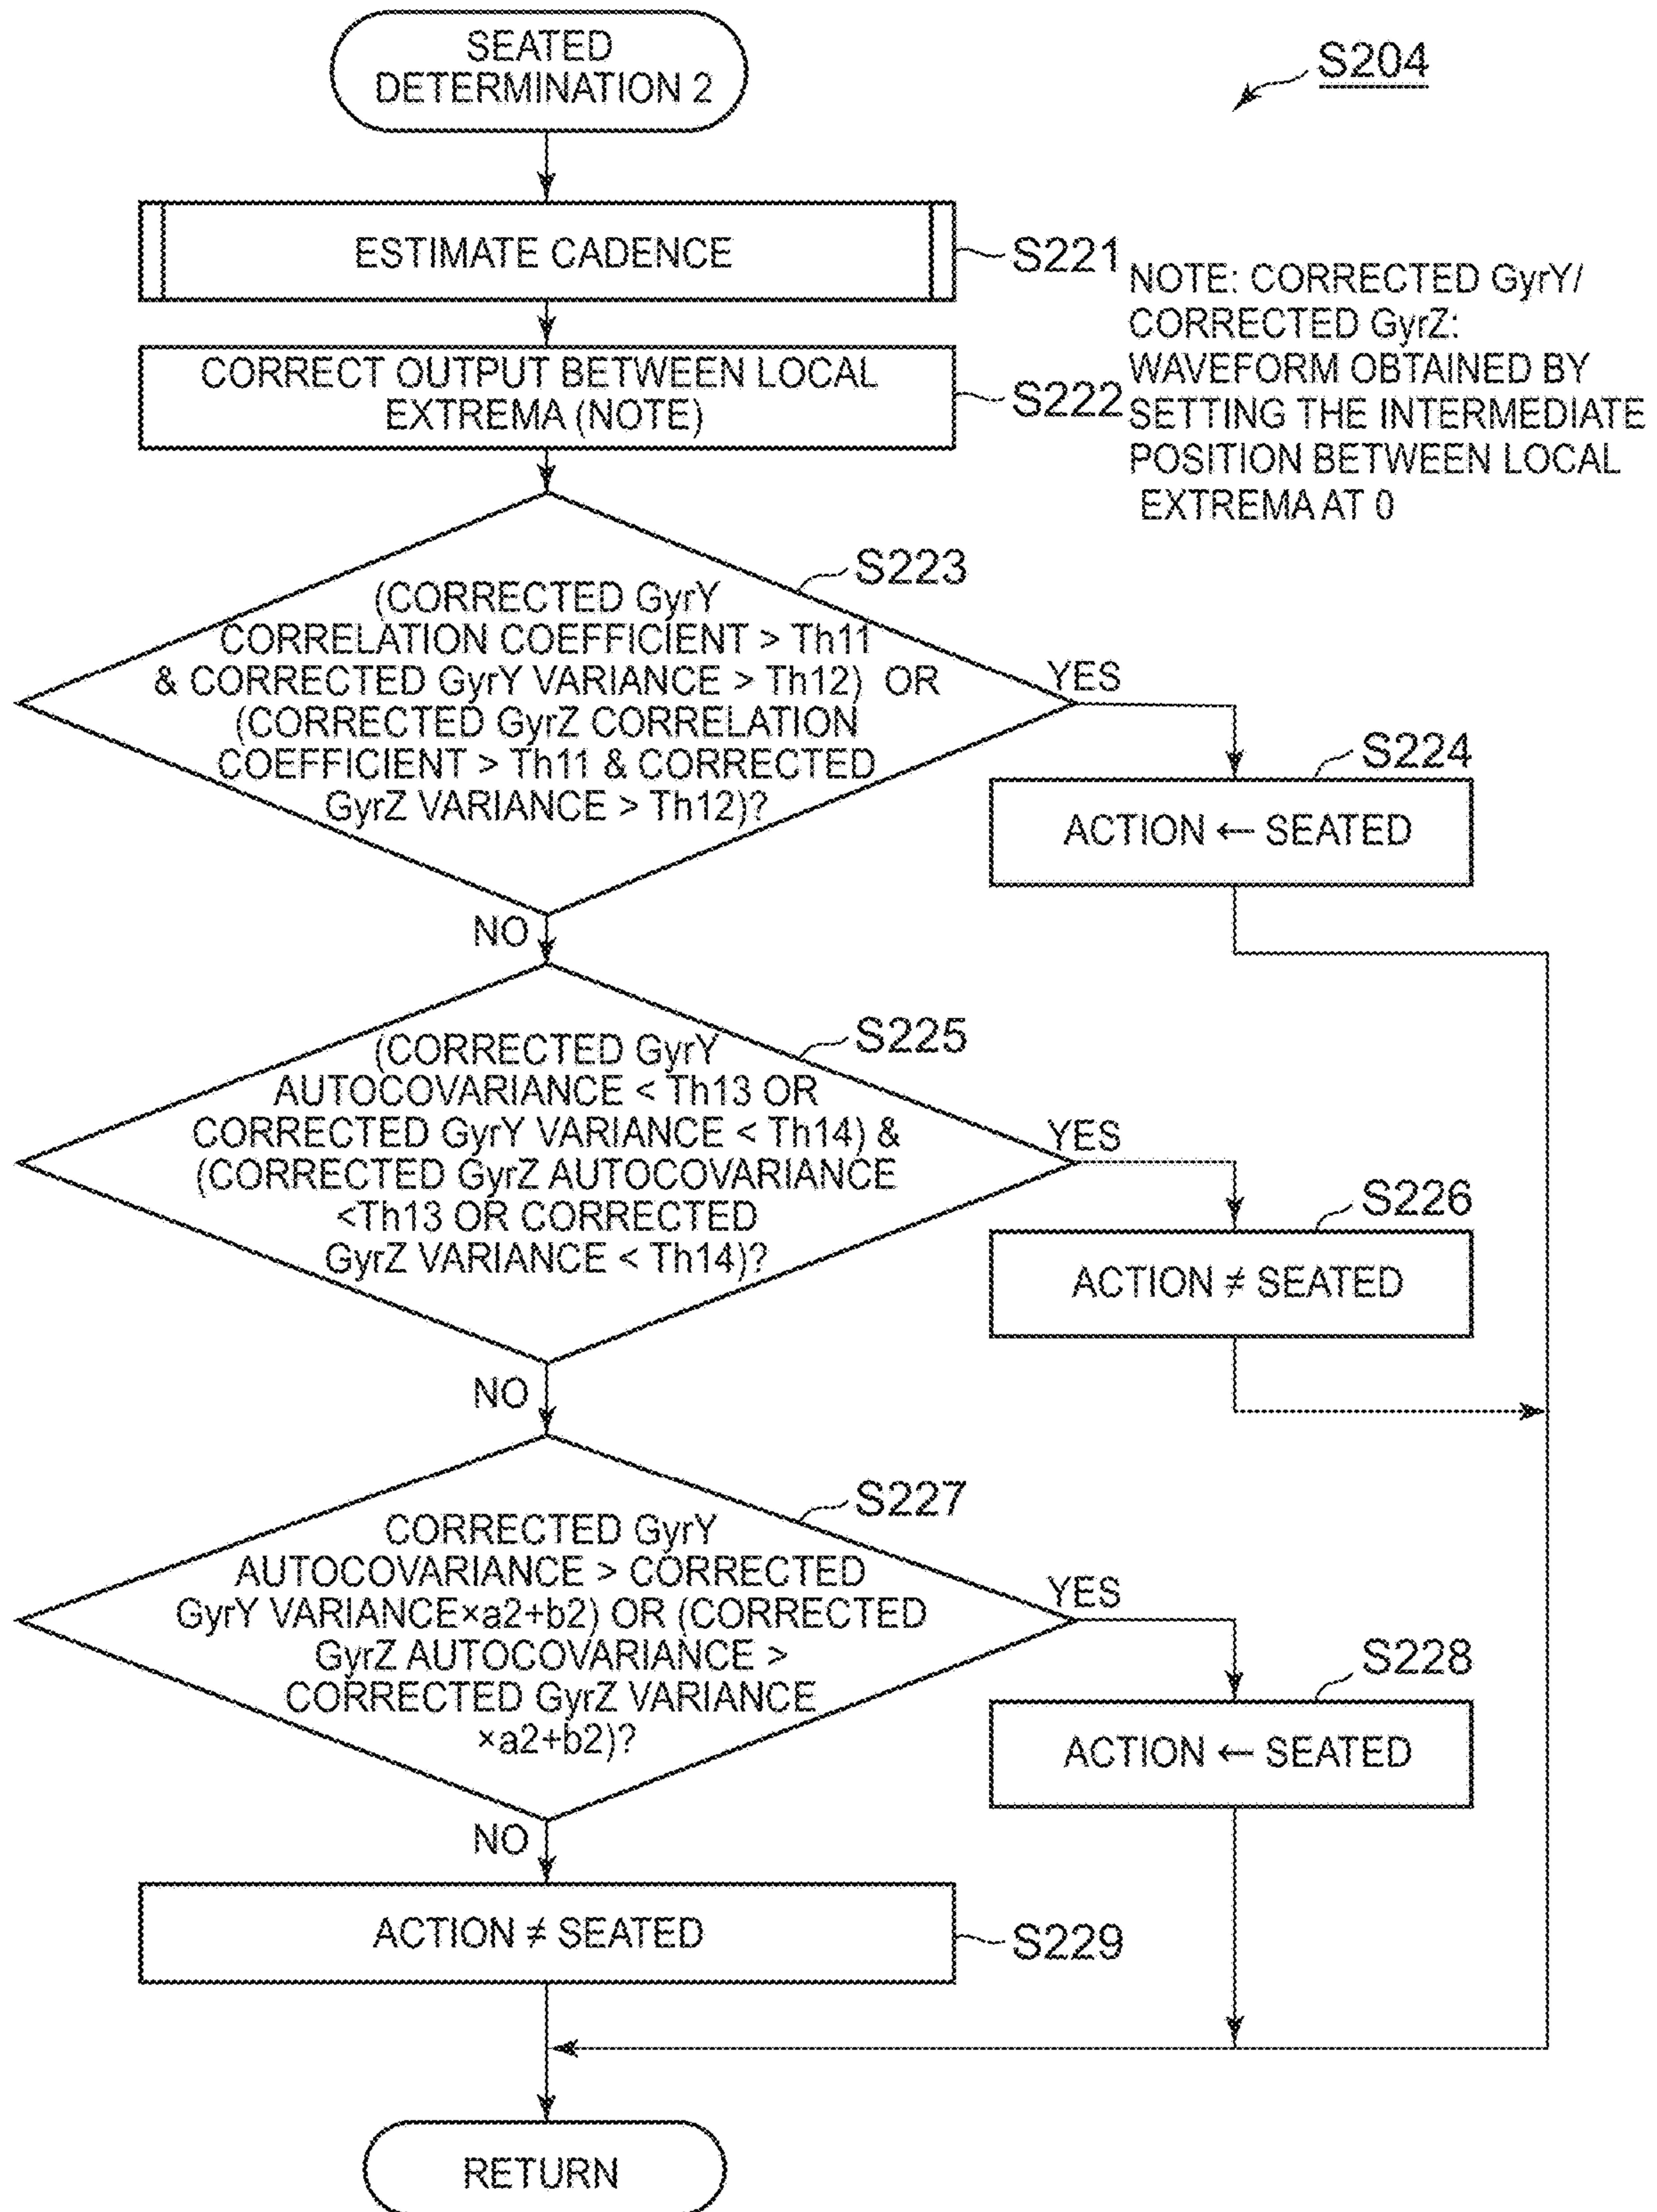 SEATED
DETERMINATION 2
S204
ESTIMATE CADENCE
S221
NOTE: CORRECTED GyrY/
CORRECTED GyrZ:
WAVEFORM OBTAINED BY
SETTING THE INTERMEDIATE
POSITION BETWEEN LOCAL
EXTREMA AT 0
CORRECT OUTPUT BETWEEN LOCAL
EXTREMA (NOTE)
S222
S223
(CORRECTED GyrY
CORRELATION COEFFICIENT > Th11
& CORRECTED GyrY VARIANCE > Th12) OR
(CORRECTED GyrZ CORRELATION
COEFFICIENT > Th11 & CORRECTED
GyrZ VARIANCE > Th12)?
YES
S224
ACTION ← SEATED
NO
S225
(CORRECTED GyrY
AUTOCOVARIANCE < Th13 OR
CORRECTED GyrY VARIANCE < Th14) &
(CORRECTED GyrZ AUTOCOVARIANCE
<Th13 OR CORRECTED
GyrZ VARIANCE < Th14)?
YES
S226
ACTION ≠ SEATED
NO
S227
CORRECTED GyrY
AUTOCOVARIANCE > CORRECTED
GyrY VARIANCE×a2+b2) OR (CORRECTED
GyrZ AUTOCOVARIANCE >
CORRECTED GyrZ VARIANCE
×a2+b2)?
YES
S228
ACTION ← SEATED
NO
ACTION ≠ SEATED
S229
RETURN